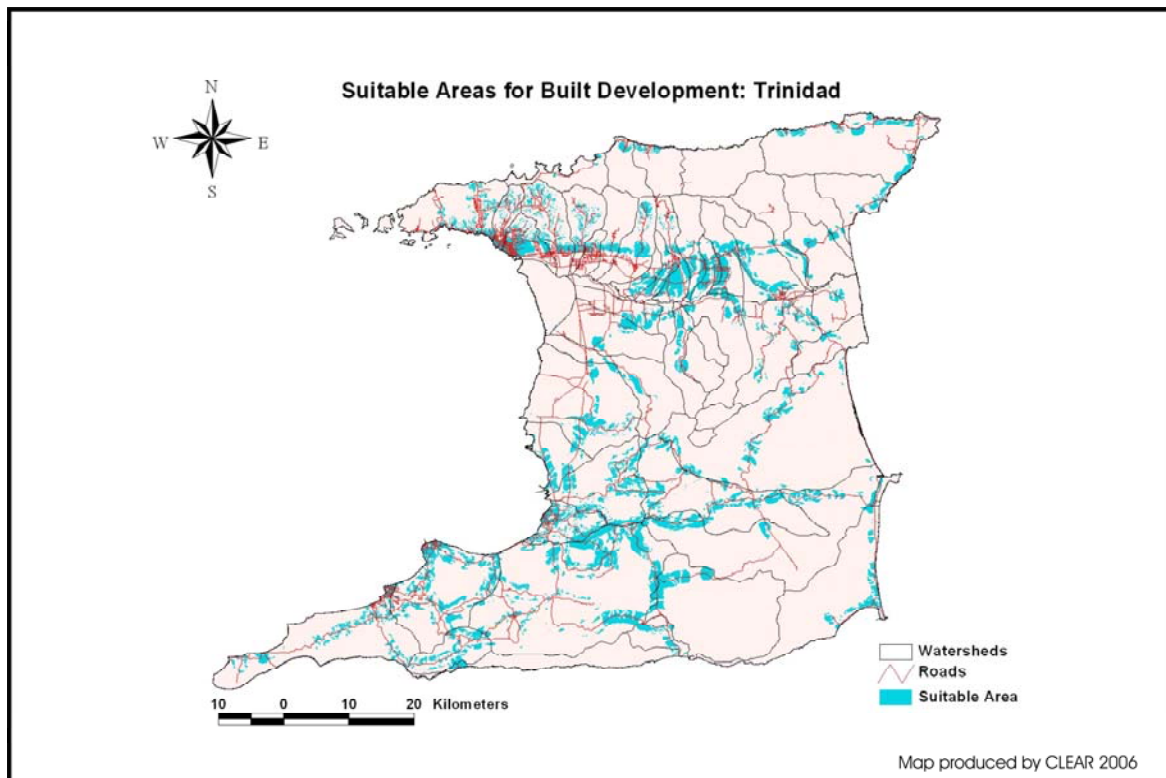 Suitable Areas for Built Development: Trinidad
N
W E
S
Watersheds
Roads
Suitable Area
10 0 10 20 Kilometers
Map produced by CLEAR 2006